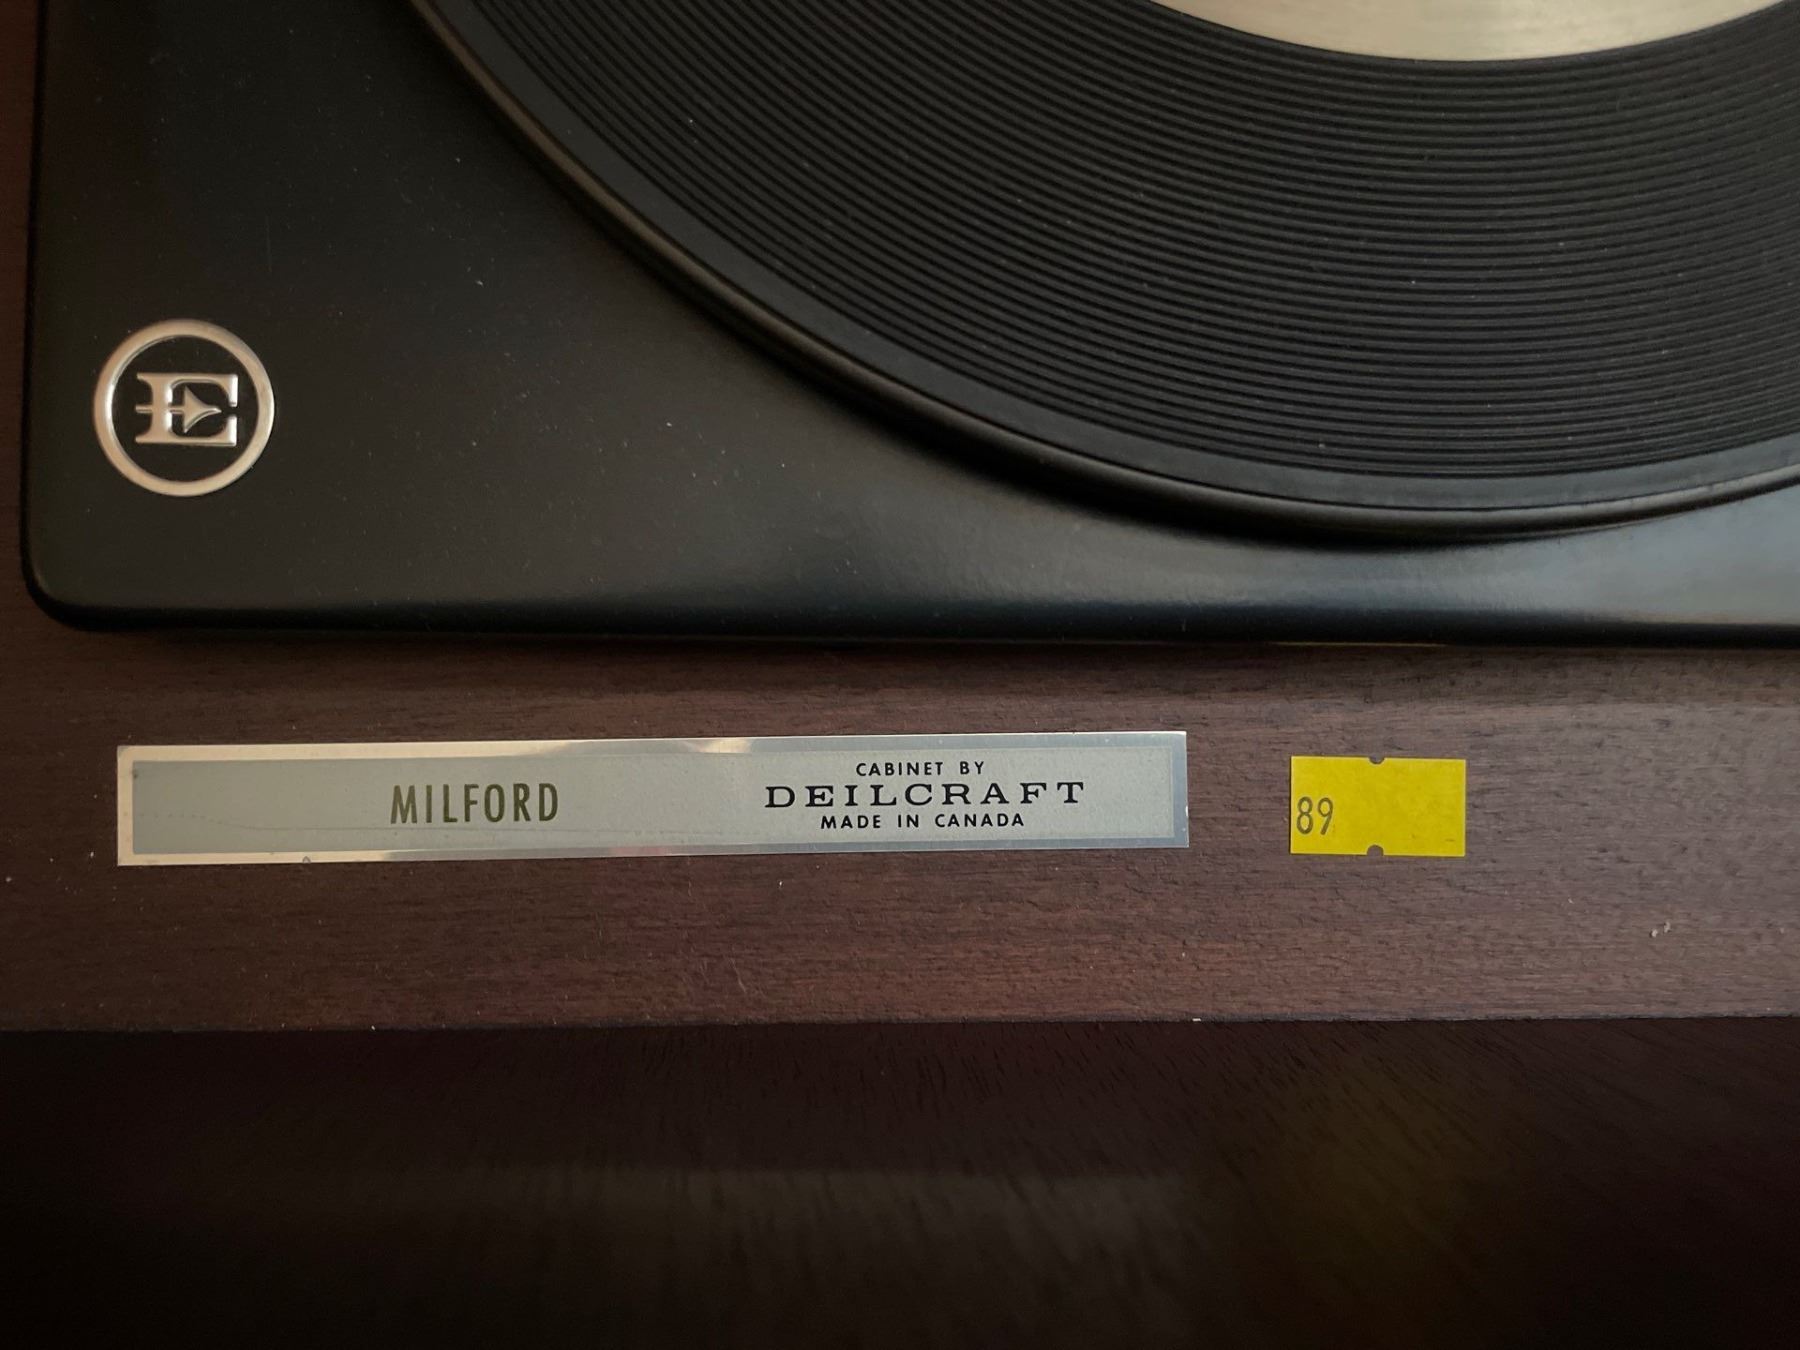 E
MILFORD
CABINET BY
DEILCRAFT
MADE IN CANADA
89